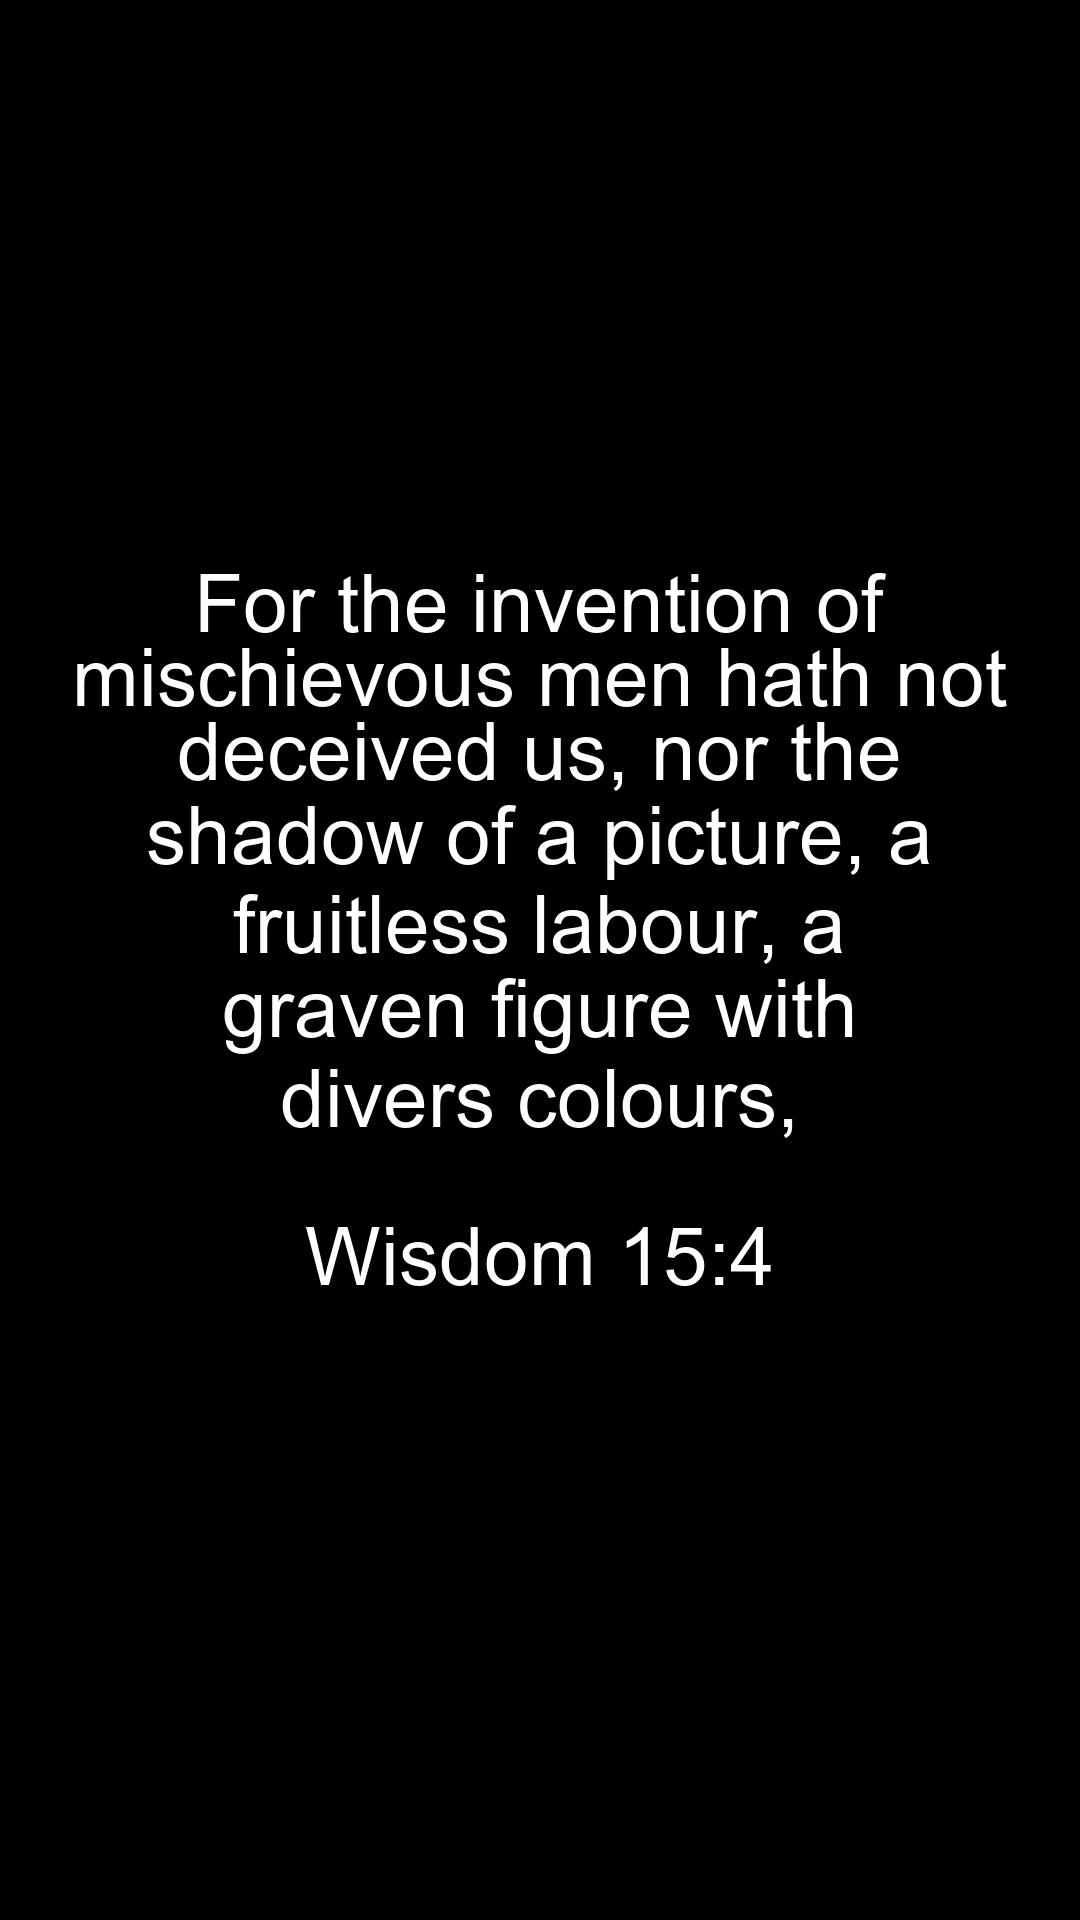 For the invention of
mischievous men hath not
deceived us, nor the
shadow of a picture, a
fruitless labour, a
graven figure with
divers colours,
Wisdom 15:4